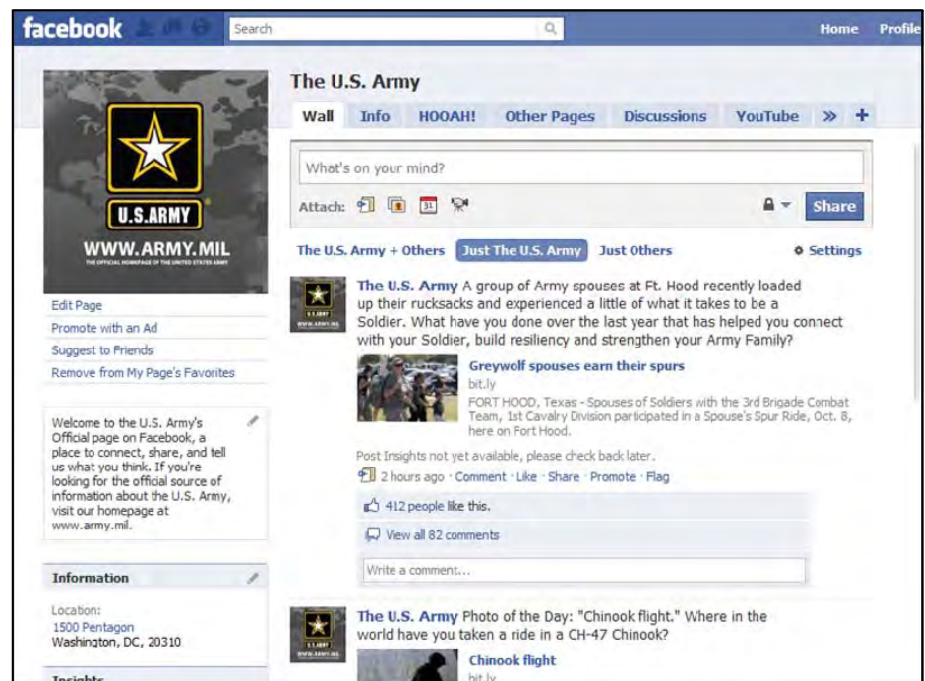 facebook
Search
Home Profile
U.S.ARMY
WWW.ARMY.MIL
THE OFFICIAL HOMEPAGE OF THE UNITED STATES ARMY
Edit Page
Promote with an Ad
Suggest to Friends
Remove from My Page's Favorites
Welcome to the U.S. Army's
Official page on Facebook, a
place to connect, share, and tell
us what you think. If you're
looking for the official source of
information about the U.S. Army,
visit our homepage at
www.army.mil.
Information
Location:
1500 Pentagon
Washington, DC, 20310
Insights
The U.S. Army
Wall Info HOOAH! Other Pages Discussions YouTube » +
What's on your mind?
Attach: 31 Share
The U.S. Army + Others Just The U.S. Army Just Others Settings
The U.S. Army A group of Army spouses at Ft. Hood recently loaded
up their rucksacks and experienced a little of what it takes to be a
Soldier. What have you done over the last year that has helped you connect
with your Soldier, build resiliency and strengthen your Army Family?
Greywolf spouses earn their spurs
bit.ly
FORT HOOD, Texas - Spouses of Soldiers with the 3rd Brigade Combat
Team, 1st Cavalry Division participated in a Spouse's Spur Ride, Oct. 8,
here on Fort Hood.
Post Insights not yet available, please check back later.
2 hours ago · Comment · Like · Share · Promote · Flag
412 people like this.
View all 82 comments
Write a comment...
The U.S. Army Photo of the Day: "Chinook flight." Where in the
world have you taken a ride in a CH-47 Chinook?
Chinook flight
bit.ly